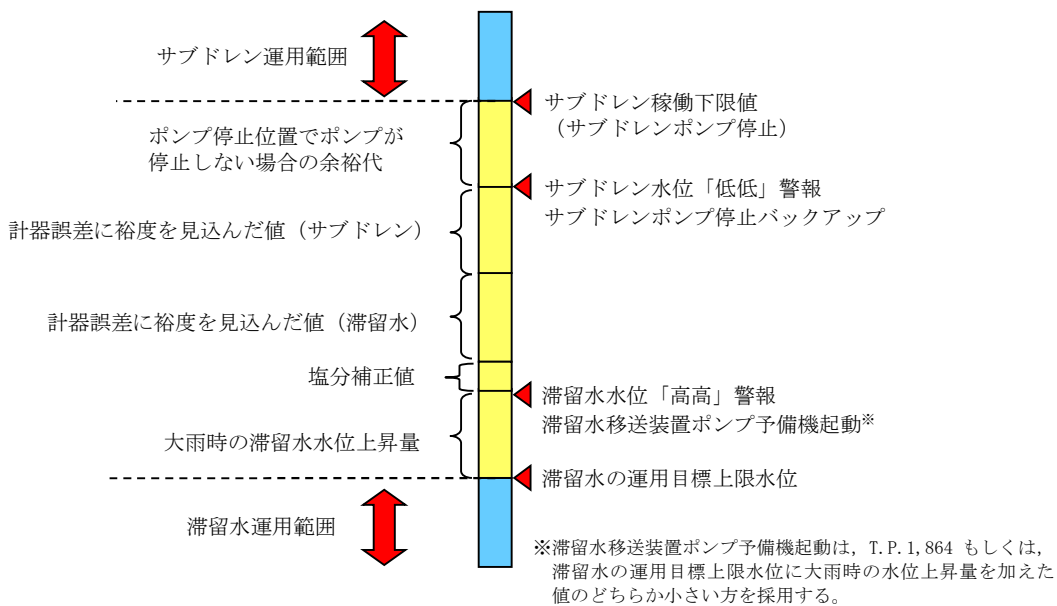 サブドレン運用範囲
サブドレン稼働下限値
（サブドレンポンプ停止）
ポンプ停止位置でポンプが
停止しない場合の余裕代
サブドレン水位「低低」警報
サブドレンポンプ停止バックアップ
計器誤差に裕度を見込んだ値（サブドレン）
計器誤差に裕度を見込んだ値（滞留水）
塩分補正値
滞留水水位「高高」警報
滞留水移送装置ポンプ予備機起動※
大雨時の滞留水水位上昇量
滞留水の運用目標上限水位
滞留水運用範囲
※滞留水移送装置ポンプ予備機起動は，T.P.1,864 もしくは，
滞留水の運用目標上限水位に大雨時の水位上昇量を加えた
値のどちらか小さい方を採用する。